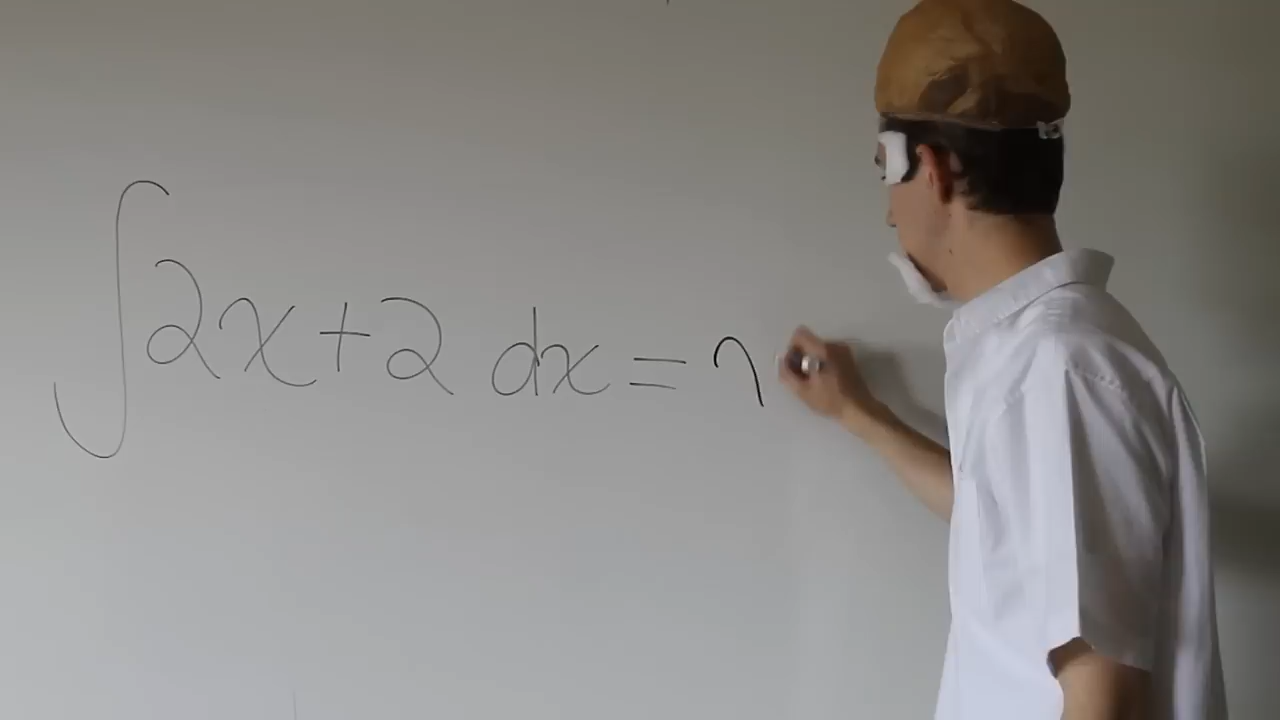 ∫2x+2 dx =